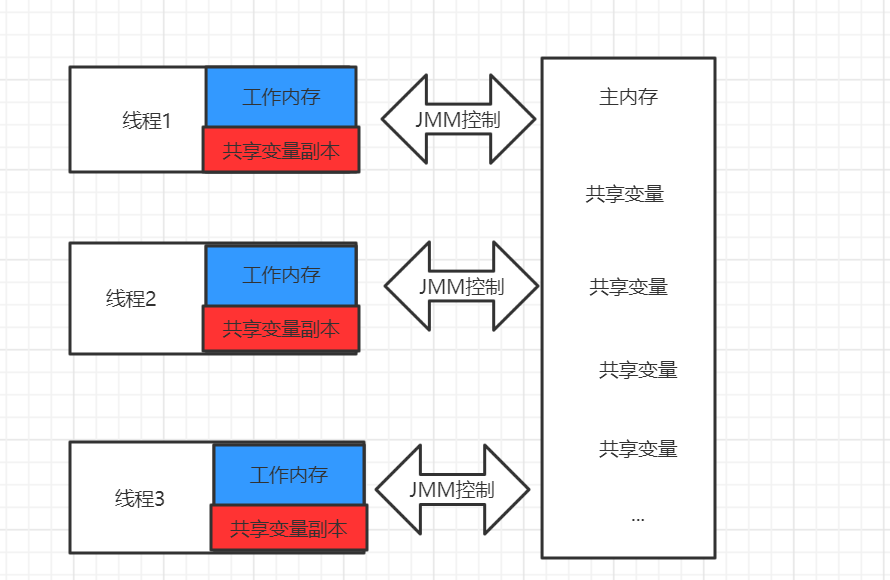 线程1
工作内存
共享变量副本
JMM控制
线程2
工作内存
共享变量副本
JMM控制
线程3
工作内存
共享变量副本
JMM控制
主内存
共享变量
共享变量
共享变量
共享变量
...